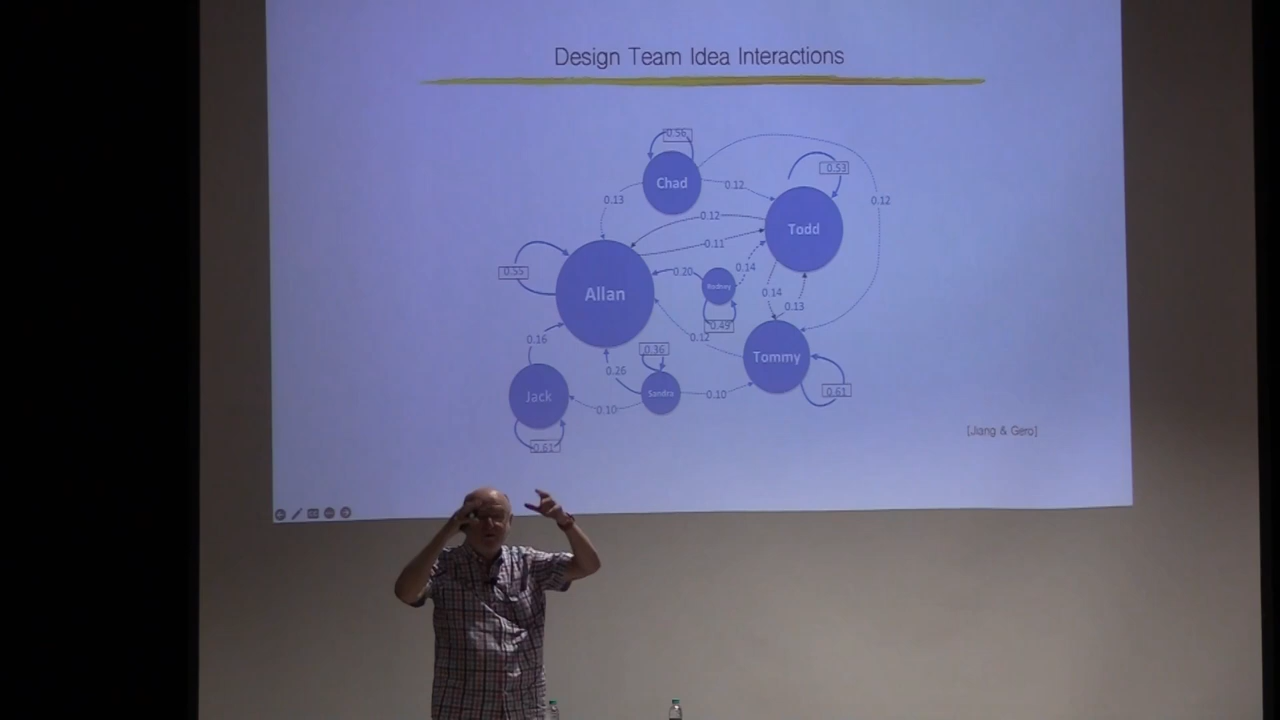 Design Team Idea Interactions
0.56
Chad
0.53
0.12
0.13
0.12
0.12
Todd
0.11
0.55
Allan
0.20
Rodney
0.14
0.14
0.13
0.49
0.12
0.16
0.36
0.26
Tommy
Jack
Sandra
0.10
0.10
0.61
0.61
[Jiang & Gero]